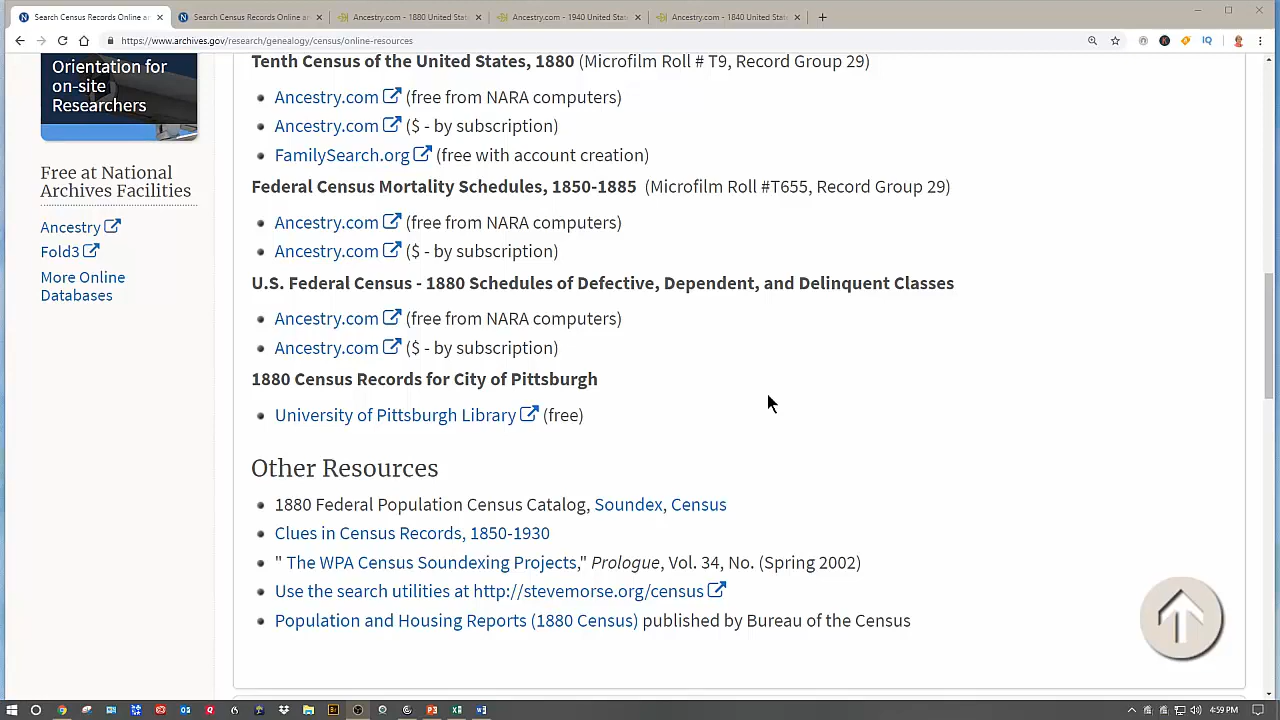 Search Census Records Online ar
Search Census Records Online ar
Ancestry.com - 1880 United Stat
Ancestry.com - 1940 United State
Ancestry.com - 1840 United Stat
https://www.archives.gov/research/genealogy/census/online-resources
IQ
Orientation for
on-site
Researchers
Free at National
Archives Facilities
Ancestry
Fold3
More Online
Databases
Tenth Census of the United States, 1880 (Microfilm Roll # T9, Record Group 29)
Ancestry.com (free from NARA computers)
Ancestry.com ($ - by subscription)
FamilySearch.org (free with account creation)
Federal Census Mortality Schedules, 1850-1885 (Microfilm Roll #T655, Record Group 29)
Ancestry.com (free from NARA computers)
Ancestry.com ($ - by subscription)
U.S. Federal Census - 1880 Schedules of Defective, Dependent, and Delinquent Classes
Ancestry.com (free from NARA computers)
Ancestry.com ($ - by subscription)
1880 Census Records for City of Pittsburgh
University of Pittsburgh Library (free)
Other Resources
1880 Federal Population Census Catalog, Soundex, Census
Clues in Census Records, 1850-1930
" The WPA Census Soundexing Projects," Prologue, Vol. 34, No. (Spring 2002)
Use the search utilities at http://stevemorse.org/census
Population and Housing Reports (1880 Census) published by Bureau of the Census
4:59 PM